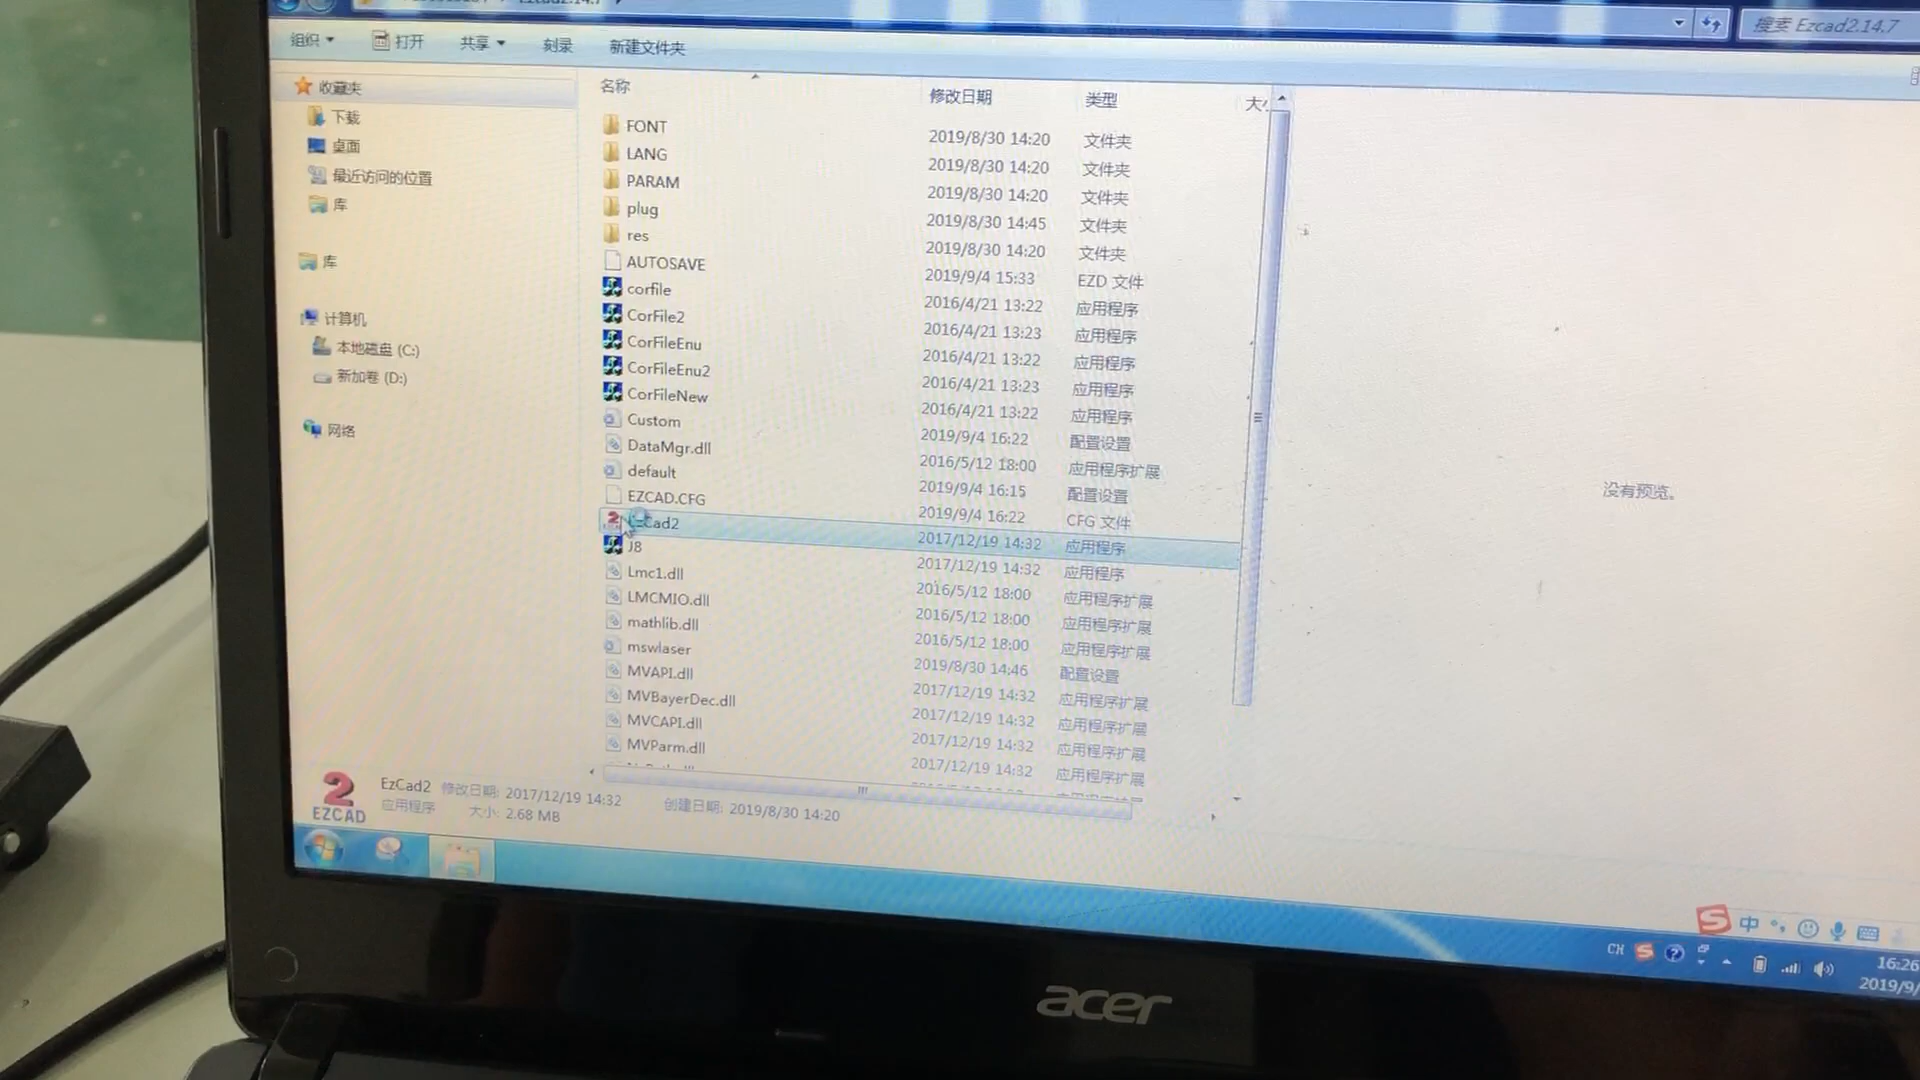 Ezcad2.14.7
搜索 Ezcad2.14.7
组织 打开 共享 刻录 新建文件夹
收藏夹
下载
桌面
最近访问的位置
库
库
计算机
本地磁盘 (C:)
新加卷 (D:)
网络
名称 修改日期 类型
FONT 2019/8/30 14:20 文件夹
LANG 2019/8/30 14:20 文件夹
PARAM 2019/8/30 14:20 文件夹
plug 2019/8/30 14:45 文件夹
res 2019/8/30 14:20 文件夹
AUTOSAVE 2019/9/4 15:33 EZD 文件
corfile 2016/4/21 13:22 应用程序
CorFile2 2016/4/21 13:23 应用程序
CorFileEnu 2016/4/21 13:22 应用程序
CorFileEnu2 2016/4/21 13:23 应用程序
CorFileNew 2016/4/21 13:22 应用程序
Custom 2019/9/4 16:22 配置设置
DataMgr.dll 2016/5/12 18:00 应用程序扩展
default 2019/9/4 16:15 配置设置
EZCAD.CFG 2019/9/4 16:22 CFG 文件
EzCad2 2017/12/19 14:32 应用程序
J8 2017/12/19 14:32 应用程序
Lmc1.dll 2016/5/12 18:00 应用程序扩展
LMCMIO.dll 2016/5/12 18:00 应用程序扩展
mathlib.dll 2016/5/12 18:00 应用程序扩展
mswlaser 2019/8/30 14:46 配置设置
MVAPI.dll 2017/12/19 14:32 应用程序扩展
MVBayerDec.dll 2017/12/19 14:32 应用程序扩展
MVCAPI.dll 2017/12/19 14:32 应用程序扩展
MVParm.dll 2017/12/19 14:32 应用程序扩展
没有预览。
2
EZCAD
EzCad2 修改日期: 2017/12/19 14:32 创建日期: 2019/8/30 14:20
应用程序 大小: 2.68 MB
S 中
CH S ?
16:26
2019/9/
acer